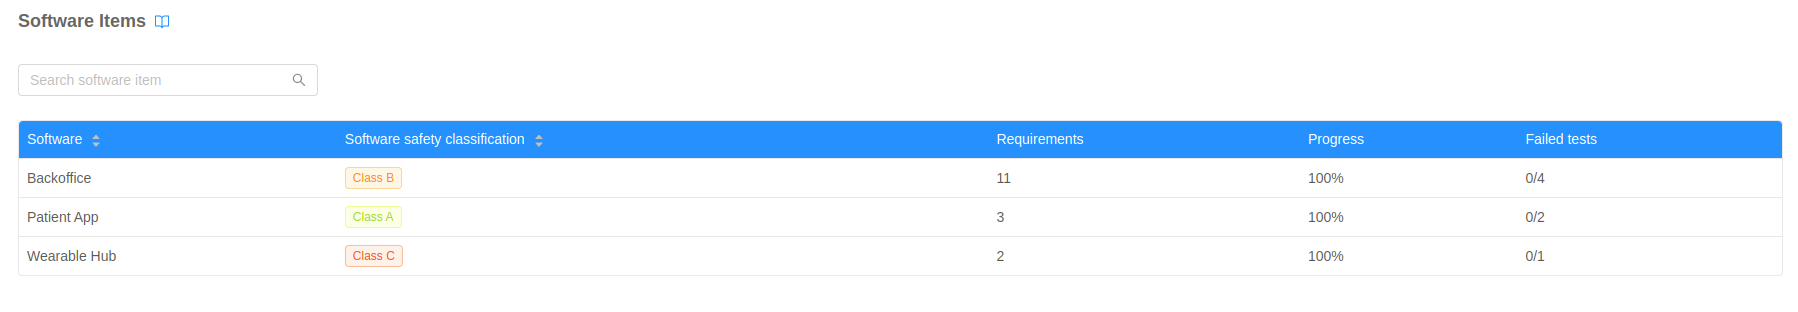 Software Items
Search software item
Software Software safety classification Requirements Progress Failed tests
Backoffice Class B 11 100% 0/4
Patient App Class A 3 100% 0/2
Wearable Hub Class C 2 100% 0/1